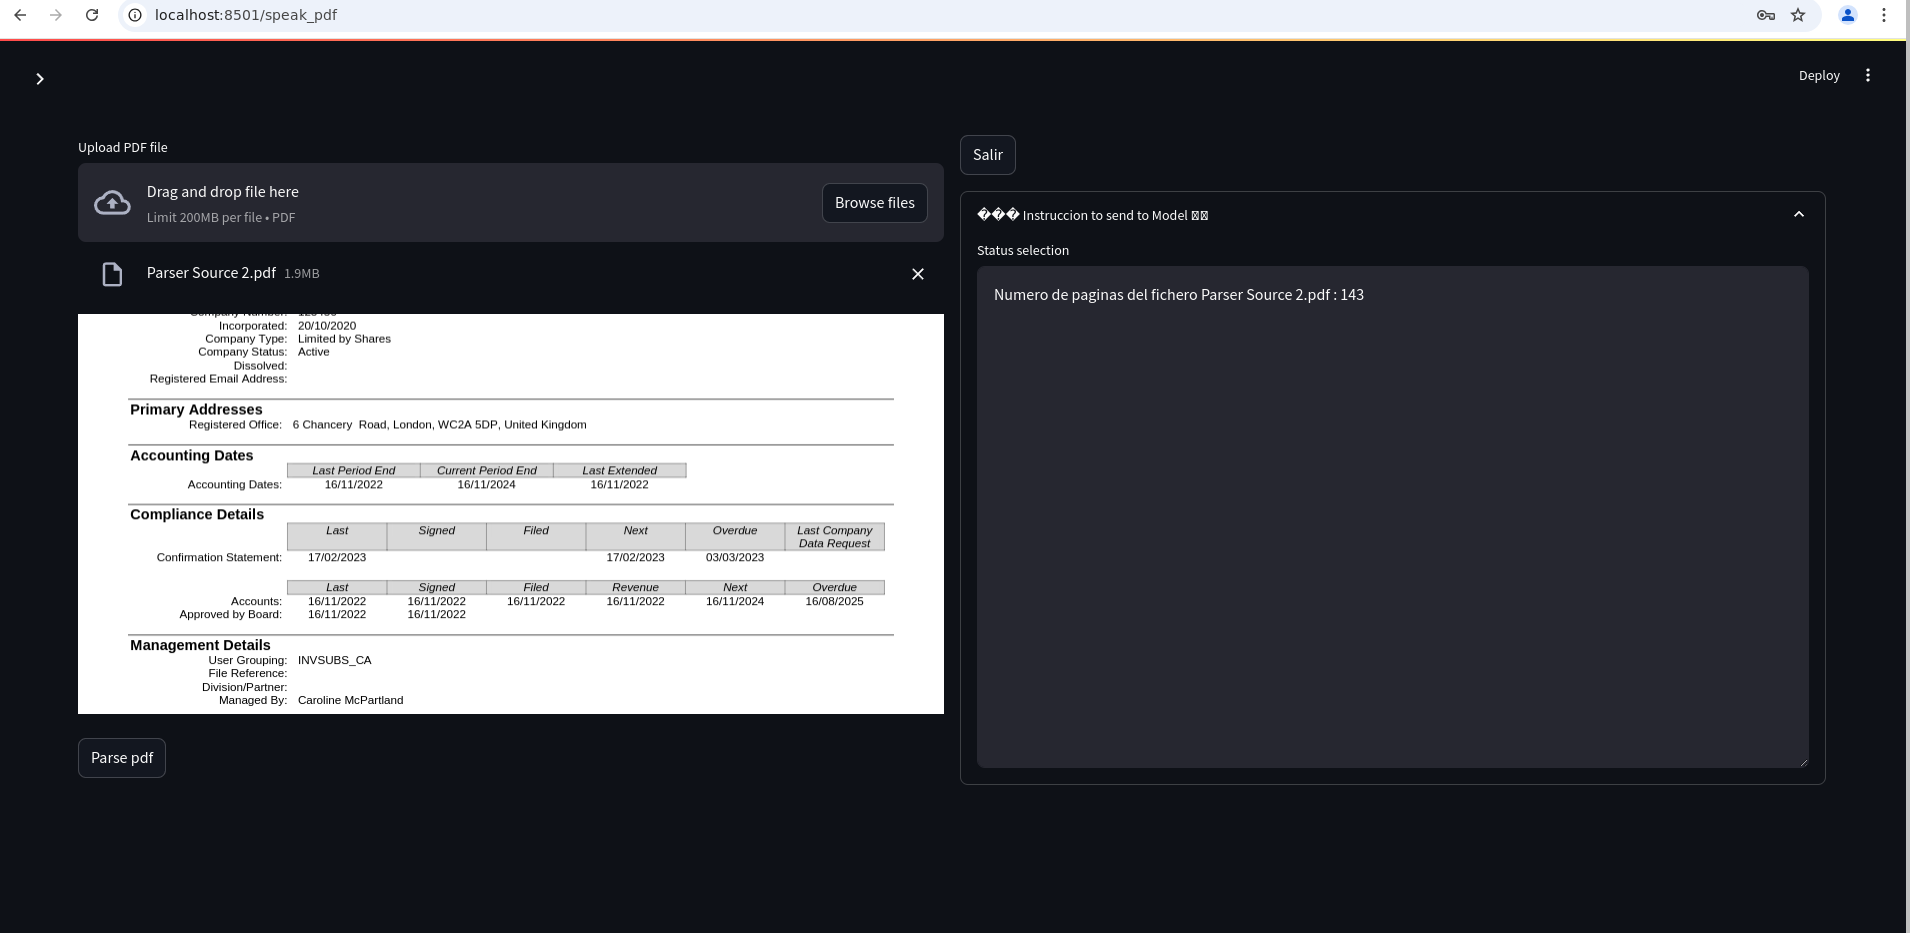 localhost:8501/speak_pdf
Deploy
Upload PDF file
Drag and drop file here
Limit 200MB per file • PDF
Browse files
Parser Source 2.pdf 1.9MB
Incorporated: 20/10/2020
Company Type: Limited by Shares
Company Status: Active
Dissolved:
Registered Email Address:
Primary Addresses
Registered Office: 6 Chancery Road, London, WC2A 5DP, United Kingdom
Accounting Dates
Last Period End Current Period End Last Extended
Accounting Dates: 16/11/2022 16/11/2024 16/11/2022
Compliance Details
Last Signed Filed Next Overdue Last Company
Data Request
Confirmation Statement: 17/02/2023 17/02/2023 03/03/2023
Last Signed Filed Revenue Next Overdue
Accounts: 16/11/2022 16/11/2022 16/11/2022 16/11/2022 16/11/2024 16/08/2025
Approved by Board: 16/11/2022 16/11/2022
Management Details
User Grouping: INVSUBS_CA
File Reference:
Division/Partner:
Managed By: Caroline McPartland
Parse pdf
Salir
��� Instruccion to send to Model
Status selection
Numero de paginas del fichero Parser Source 2.pdf : 143